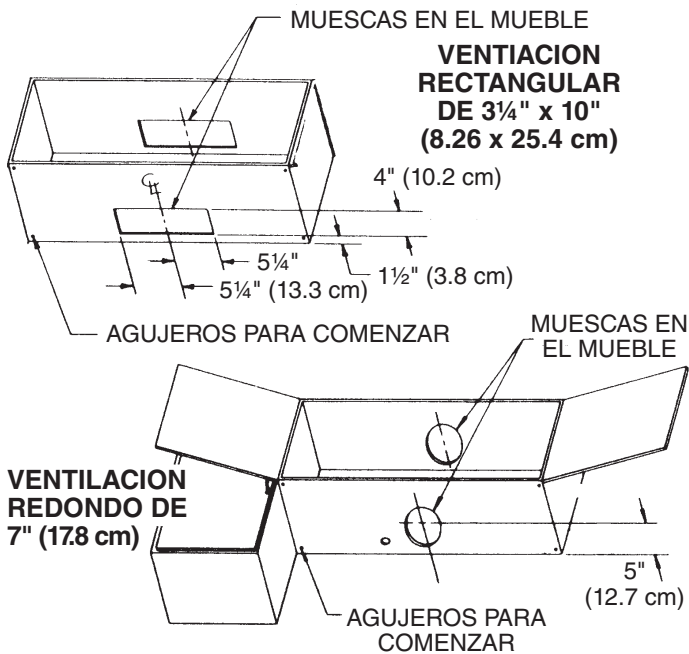 MUESCAS EN EL MUEBLE
VENTIACION
RECTANGULAR
DE 3¼" x 10"
(8.26 x 25.4 cm)
4" (10.2 cm)
5¼"
1½" (3.8 cm)
5¼" (13.3 cm)
AGUJEROS PARA COMENZAR
MUESCAS EN
EL MUEBLE
VENTILACION
REDONDO DE
7" (17.8 cm)
5"
(12.7 cm)
AGUJEROS PARA
COMENZAR